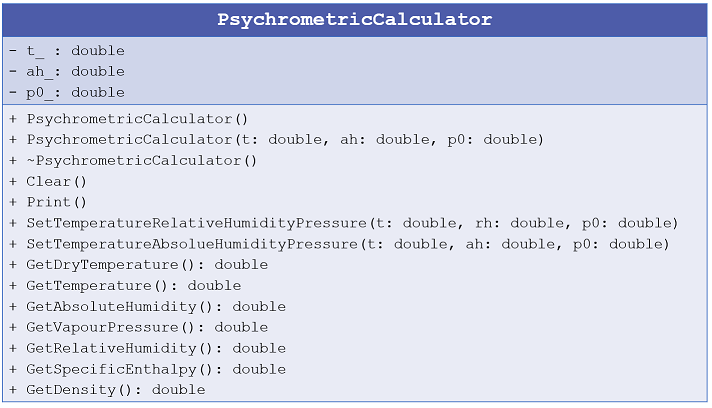 PsychrometricCalculator
- t_ : double
- ah_: double
- p0_: double
+ PsychrometricCalculator()
+ PsychrometricCalculator(t: double, ah: double, p0: double)
+ ~PsychrometricCalculator()
+ Clear()
+ Print()
+ SetTemperatureRelativeHumidityPressure(t: double, rh: double, p0: double)
+ SetTemperatureAbsolueHumidityPressure(t: double, ah: double, p0: double)
+ GetDryTemperature(): double
+ GetTemperature(): double
+ GetAbsoluteHumidity(): double
+ GetVapourPressure(): double
+ GetRelativeHumidity(): double
+ GetSpecificEnthalpy(): double
+ GetDensity(): double